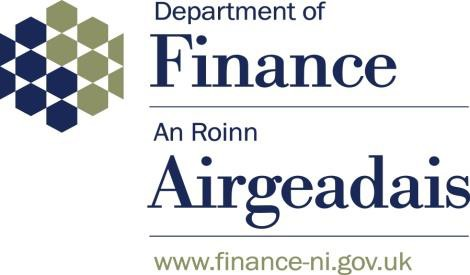 Department of
Finance
An Roinn
Airgeadais
www.finance-ni.gov.uk